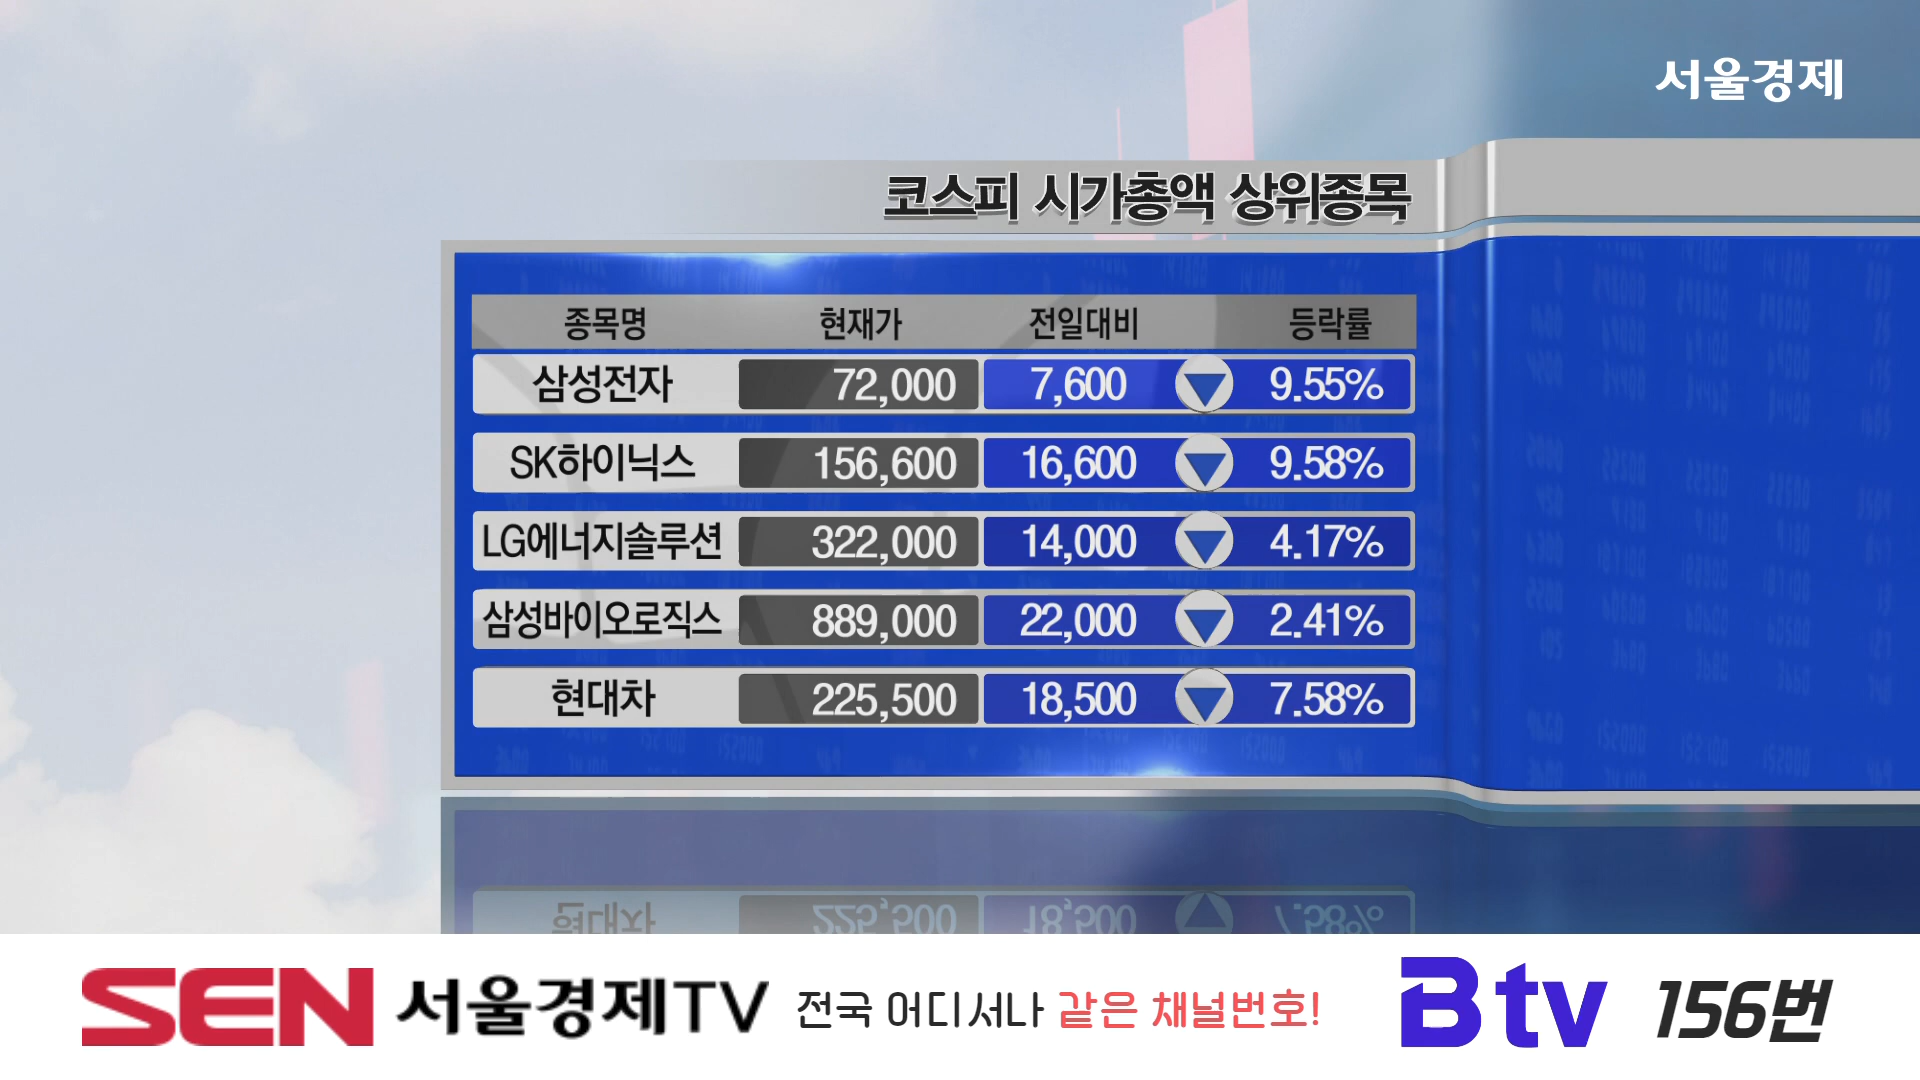 서울경제
코스피 시가총액 상위종목
종목명 현재가 전일대비 등락률
삼성전자 72,000 7,600 ▼ 9.55%
SK하이닉스 156,600 16,600 ▼ 9.58%
LG에너지솔루션 322,000 14,000 ▼ 4.17%
삼성바이오로직스 889,000 22,000 ▼ 2.41%
현대차 225,500 18,500 ▼ 7.58%
SEN 서울경제TV 전국 어디서나 같은 채널번호! B tv 156번